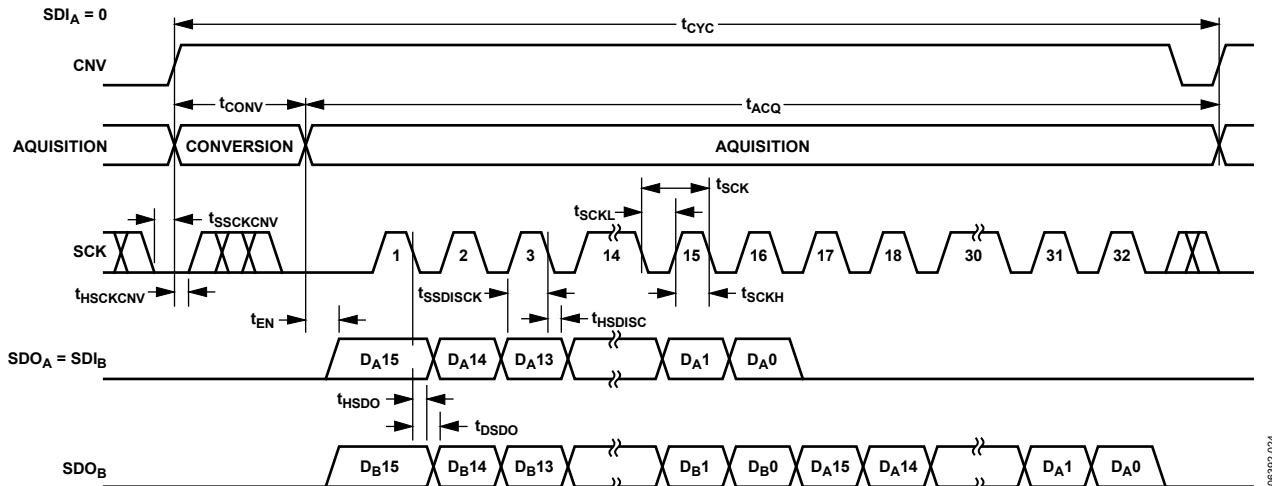 SDIA = 0
tCYC
CNV
tCONV
tACQ
AQUISITION
CONVERSION
AQUISITION
tSCK
tSSCKCNV
tSCKL
SCK
1 2 3 14 15 16 17 18 30 31 32
tHSCKCNV
tSSDISCK
tSCKH
tEN
tHSDISC
SDOA = SDIB
DA15 DA14 DA13 DA1 DA0
tHSDO
tDSDO
SDOB
DB15 DB14 DB13 DB1 DB0 DA15 DA14 DA1 DA0
06392-024